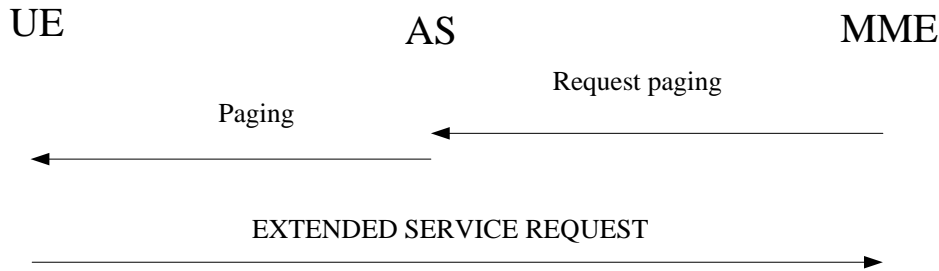 UE
AS
MME
Request paging
Paging
EXTENDED SERVICE REQUEST